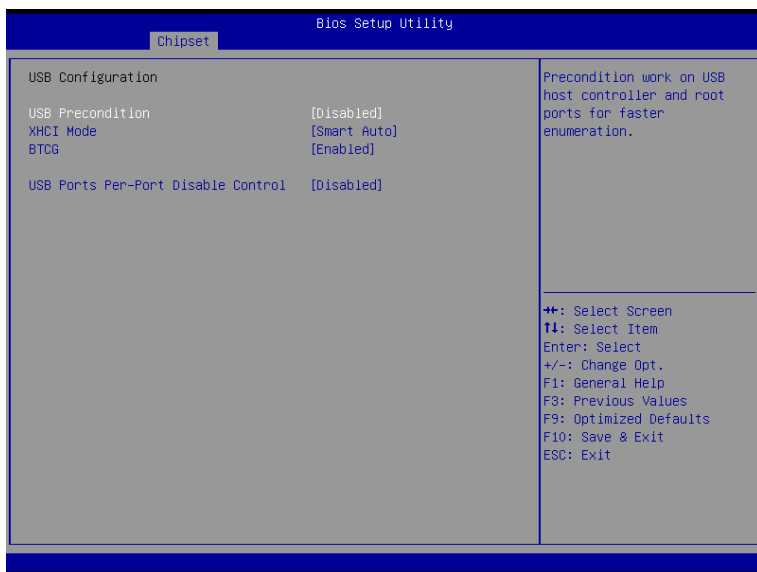 Bios Setup Utility
Chipset
USB Configuration
USB Precondition [Disabled]
XHCI Mode [Smart Auto]
BTCG [Enabled]
USB Ports Per-Port Disable Control [Disabled]
Precondition work on USB
host controller and root
ports for faster
enumeration.
→←: Select Screen
↑↓: Select Item
Enter: Select
+/-: Change Opt.
F1: General Help
F3: Previous Values
F9: Optimized Defaults
F10: Save & Exit
ESC: Exit